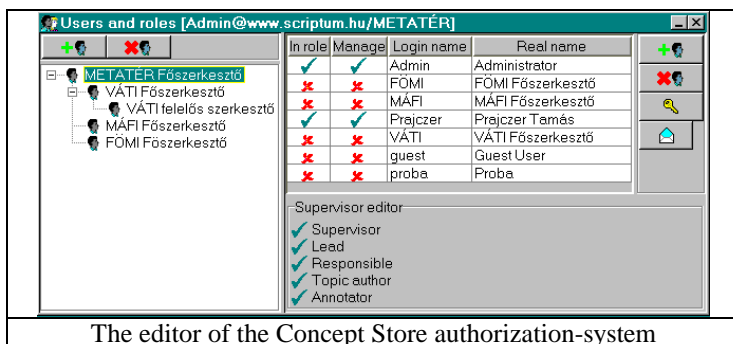 Users and roles [Admin@www.scriptum.hu/METATÉR]
METATÉR Főszerkesztő
VÁTI Főszerkesztő
VÁTI felelős szerkesztő
MÁFI Főszerkesztő
FÖMI Föszerkesztő
In role Manage Login name Real name
Admin Administrator
FÖMI FÖMI Főszerkesztő
MÁFI MÁFI Főszerkesztő
Prajczer Prajczer Tamás
VÁTI VÁTI Főszerkesztő
guest Guest User
proba Proba
Supervisor editor
Supervisor
Lead
Responsible
Topic author
Annotator
The editor of the Concept Store authorization-system